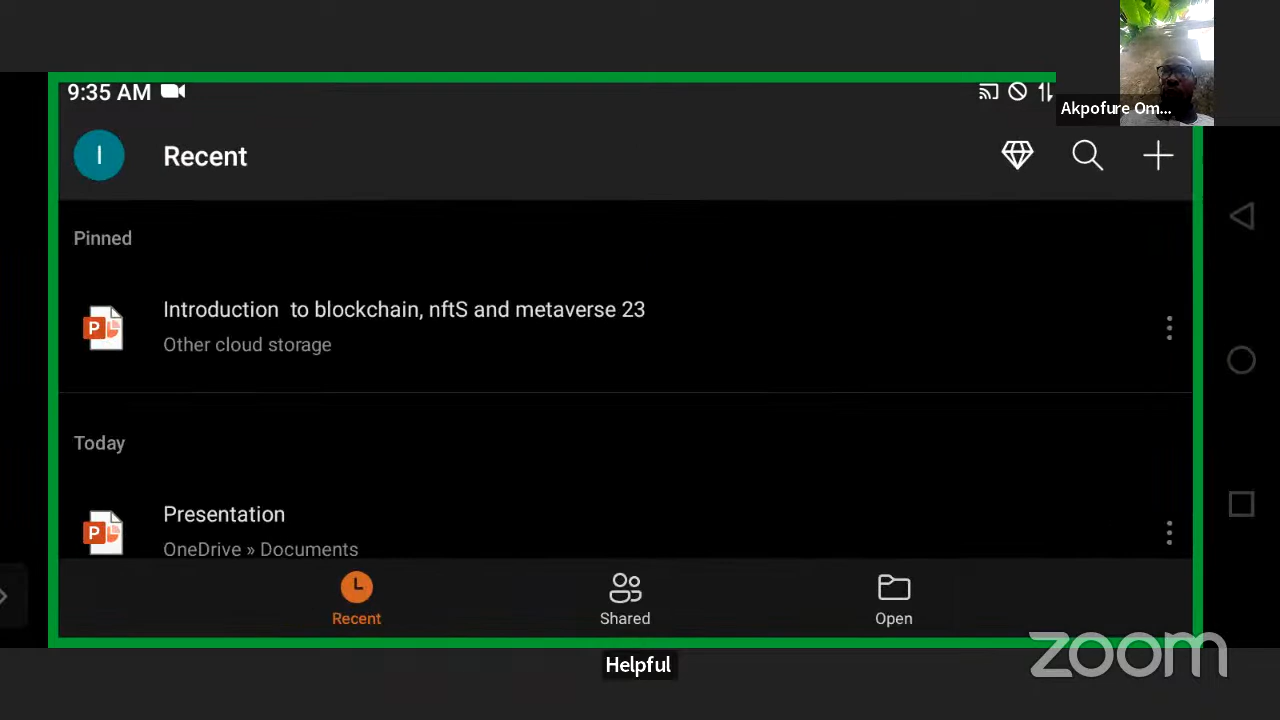 9:35 AM
Akpofure Om...
I
Recent
Pinned
Introduction  to blockchain, nftS and metaverse 23
Other cloud storage
Today
P
Presentation
OneDrive » Documents
P
Recent
Shared
Open
Helpful
zoom